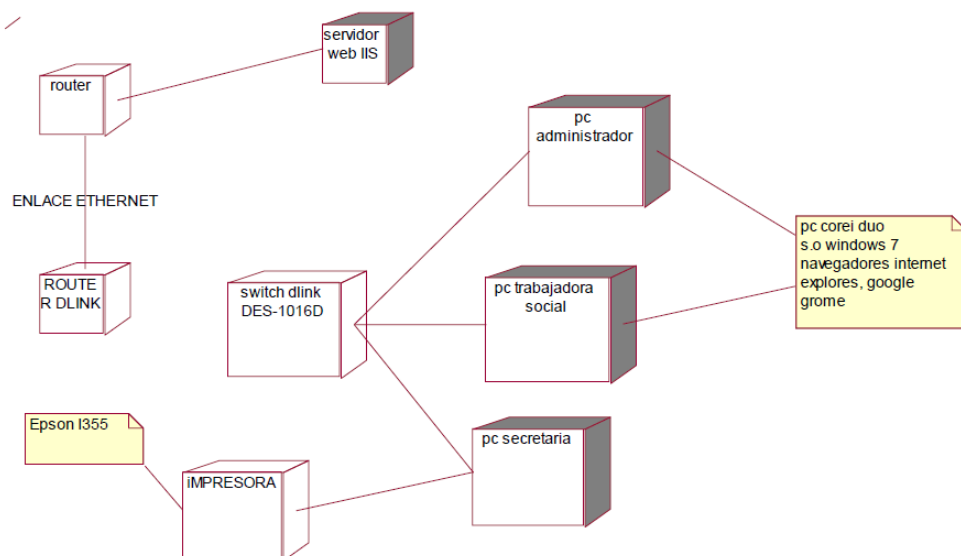 servidor
web IIS
router
pc
administrador
ENLACE ETHERNET
pc corei duo
s.o windows 7
navegadores internet
explores, google
grome
ROUTE
R DLINK
switch dlink
DES-1016D
pc trabajadora
social
Epson l355
pc secretaria
iMPRESORA